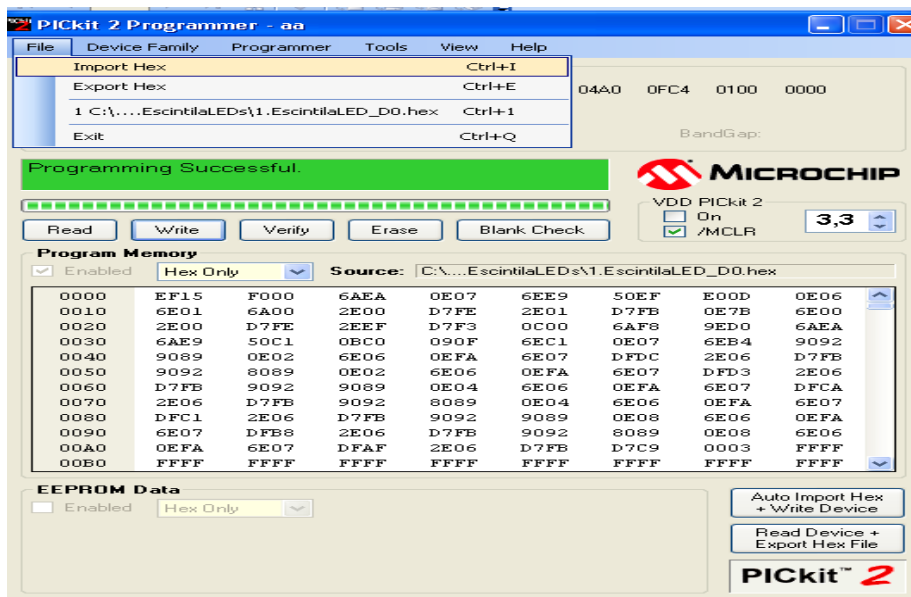 PICkit 2 Programmer - aa
File Device Family Programmer Tools View Help
Import Hex Ctrl+I
Export Hex Ctrl+E
04A0 0FC4 0100 0000
1 C:\....EscintilaLEDs\1.EscintilaLED_D0.hex Ctrl+1
Exit Ctrl+Q
BandGap:
Programming Successful.
MICROCHIP
VDD PICkit 2
On
/MCLR
3,3
Read Write Verify Erase Blank Check
Program Memory
Enabled Hex Only Source: C:\....EscintilaLEDs\1.EscintilaLED_D0.hex
0000 EF15 F000 6AEA 0E07 6EE9 50EF E00D 0E06
0010 6E01 6A00 2E00 D7FE 2E01 D7FB 0E7B 6E00
0020 2E00 D7FE 2EEF D7F3 0C00 6AF8 9ED0 6AEA
0030 6AE9 50C1 0BC0 090F 6EC1 0E07 6EB4 9092
0040 9089 0E02 6E06 0EFA 6E07 DFDC 2E06 D7FB
0050 9092 8089 0E02 6E06 0EFA 6E07 DFD3 2E06
0060 D7FB 9092 9089 0E04 6E06 0EFA 6E07 DFCA
0070 2E06 D7FB 9092 8089 0E04 6E06 0EFA 6E07
0080 DFC1 2E06 D7FB 9092 9089 0E08 6E06 0EFA
0090 6E07 DFB8 2E06 D7FB 9092 8089 0E08 6E06
00A0 0EFA 6E07 DFAF 2E06 D7FB D7C9 0003 FFFF
00B0 FFFF FFFF FFFF FFFF FFFF FFFF FFFF FFFF
EEPROM Data
Enabled Hex Only
Auto Import Hex
+ Write Device
Read Device +
Export Hex File
PICkit™ 2